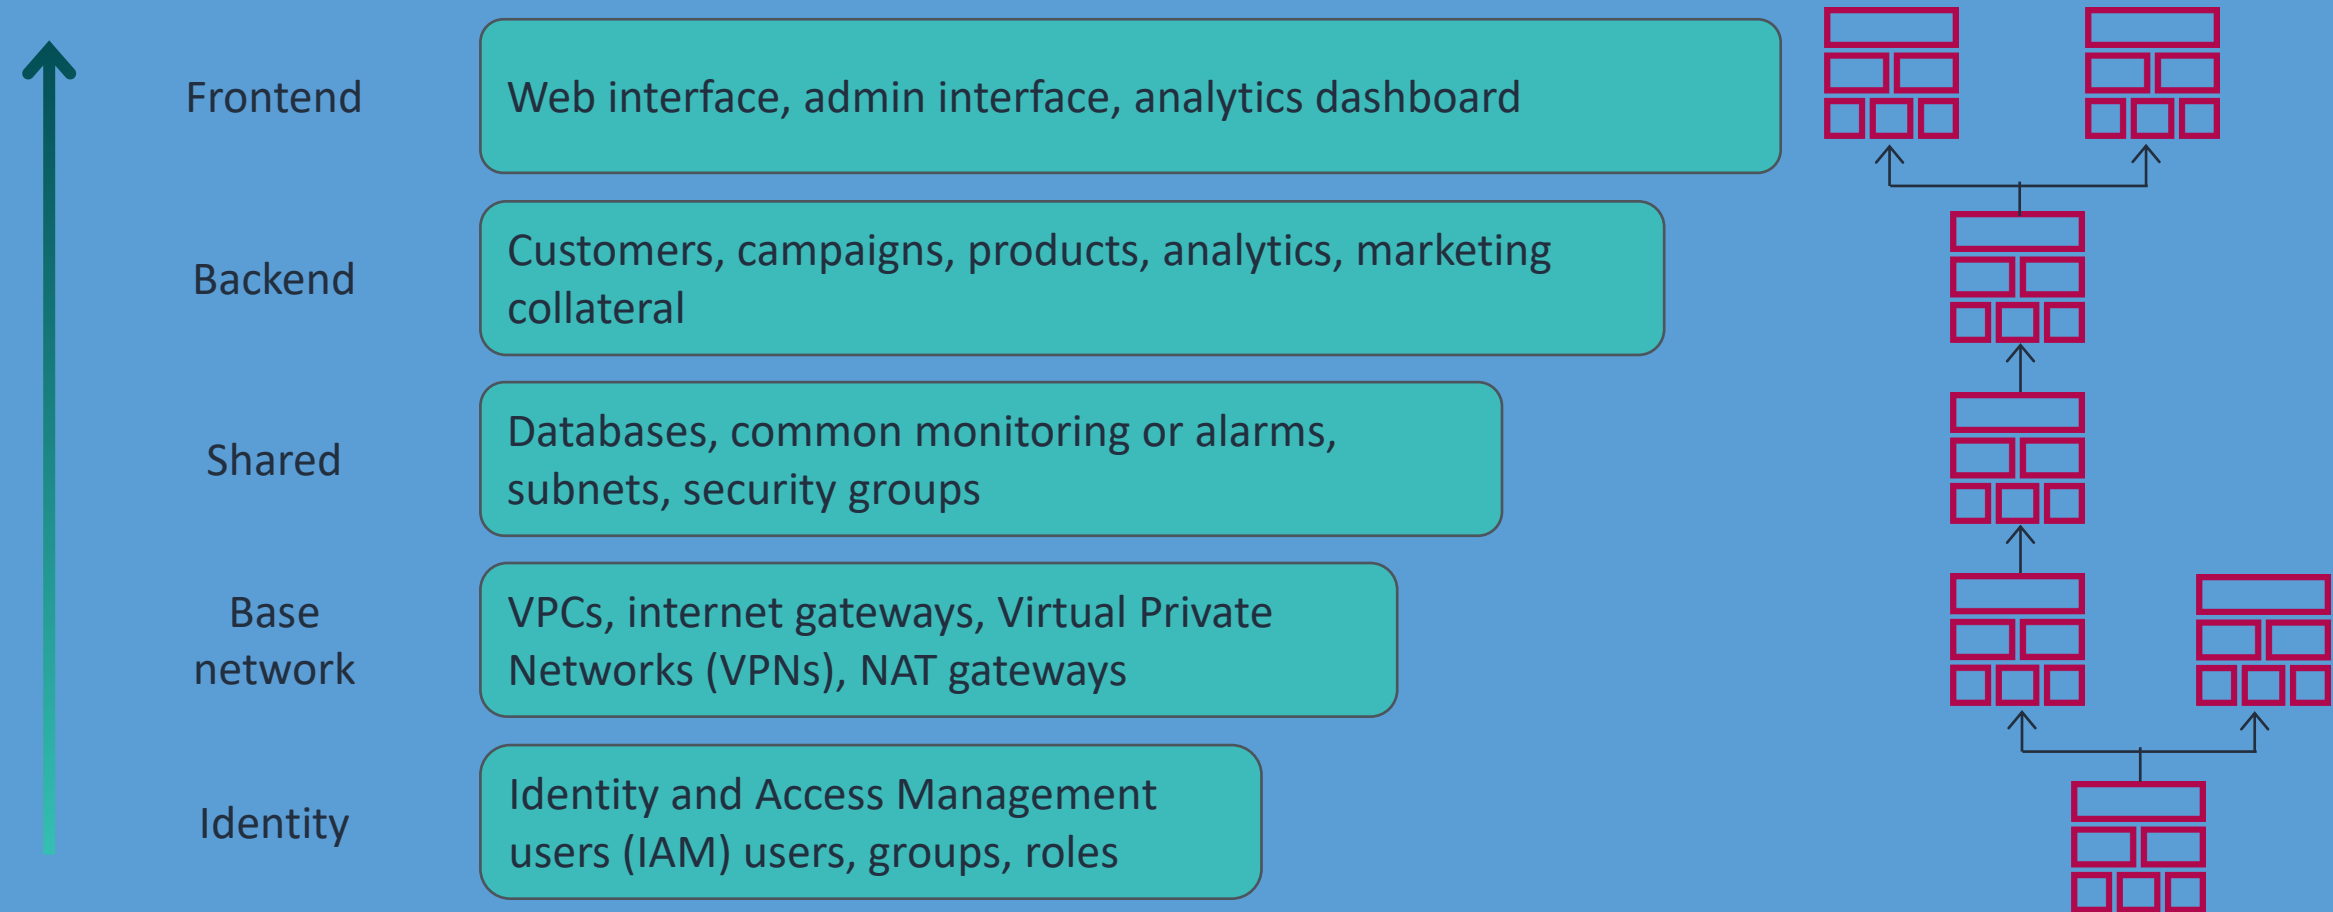 Frontend
Web interface, admin interface, analytics dashboard
Backend
Customers, campaigns, products, analytics, marketing
collateral
Shared
Databases, common monitoring or alarms,
subnets, security groups
Base
network
VPCs, internet gateways, Virtual Private
Networks (VPNs), NAT gateways
Identity
Identity and Access Management
users (IAM) users, groups, roles